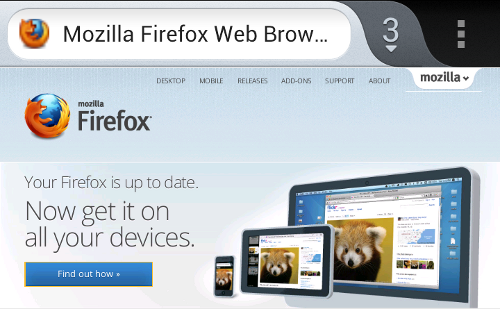 Mozilla Firefox Web Brow...
3
DESKTOP MOBILE RELEASES ADD-ONS SUPPORT ABOUT
mozilla
mozilla
Firefox
Your Firefox is up to date.
Now get it on
all your devices.
Find out how »